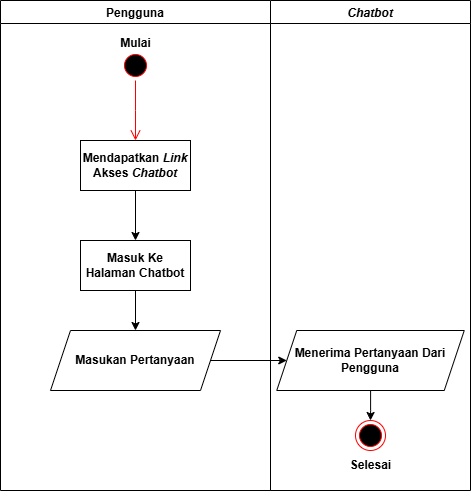 Pengguna
Chatbot
Mulai
Mendapatkan Link
Akses Chatbot
Masuk Ke
Halaman Chatbot
Masukan Pertanyaan
Menerima Pertanyaan Dari
Pengguna
Selesai